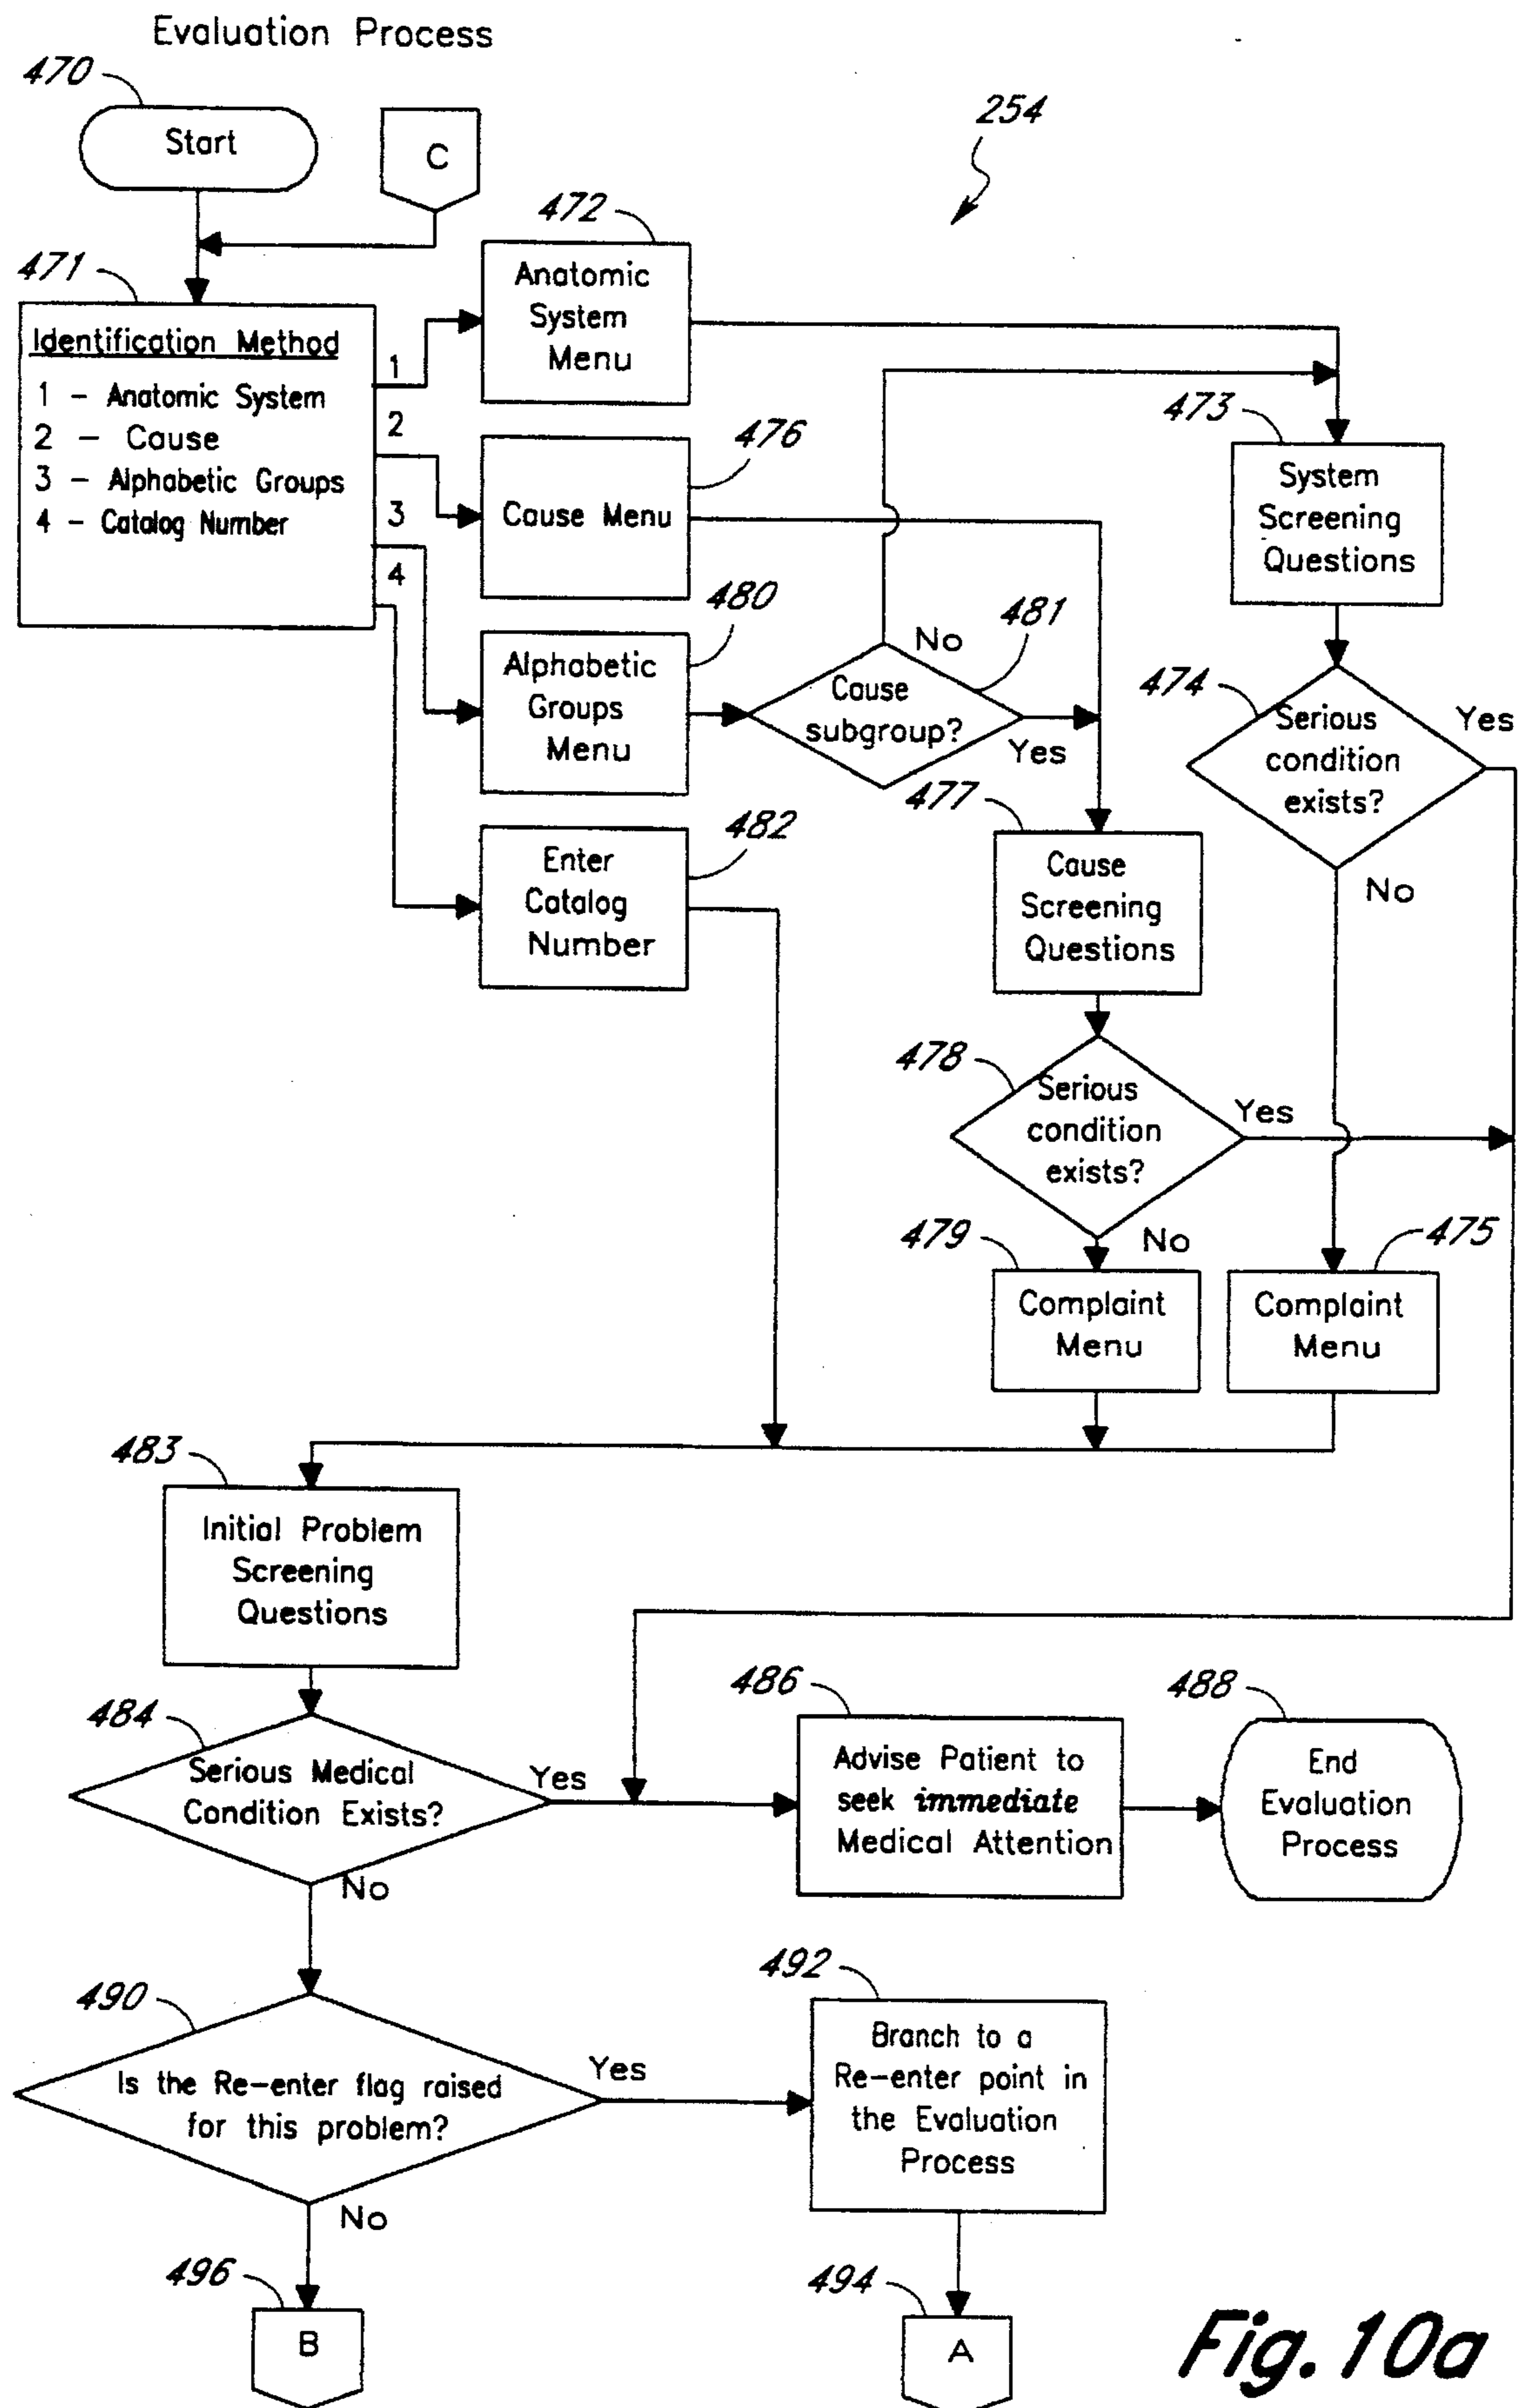 Evaluation Process
470
Start
C
254
472
471
Anatomic
System
Menu
Identification Method
1 - Anatomic System
2 - Cause
3 - Alphabetic Groups
4 - Catalog Number
1
2
3
4
473
System
Screening
Questions
476
Cause Menu
480
481
No
Alphabetic
Groups
Menu
Cause
subgroup?
Yes
474
Serious
condition
exists?
Yes
No
477
482
Enter
Catalog
Number
Cause
Screening
Questions
478
Serious
condition
exists?
Yes
No
479
475
Complaint
Menu
Complaint
Menu
483
Initial Problem
Screening
Questions
484
486
488
Serious Medical
Condition Exists?
Yes
No
Advise Patient to
seek immediate
Medical Attention
End
Evaluation
Process
490
492
Is the Re-enter flag raised
for this problem?
Yes
No
Branch to a
Re-enter point in
the Evaluation
Process
496
494
B
A
Fig. 10a